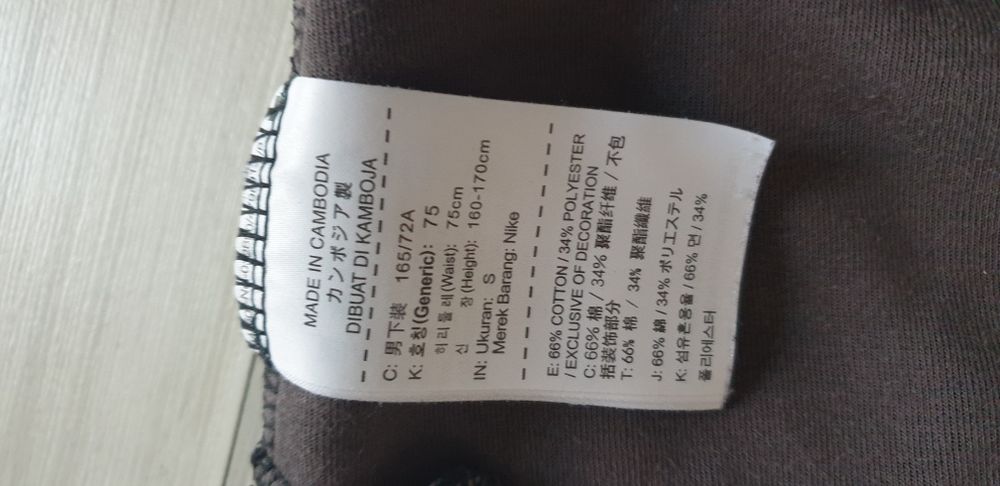 MADE IN CAMBODIA
カンボジア製
DIBUAT DI KAMBOJA
C: 男下装 165/72A
K: 호칭(Generic): 75
허리둘레(Waist): 75cm
신 장(Height): 160-170cm
IN: Ukuran: S
Merek Barang: Nike
E: 66% COTTON / 34% POLYESTER
/ EXCLUSIVE OF DECORATION
C: 66% 棉 / 34% 聚酯纤维 / 不包
括装饰部分
T: 66% 棉 / 34% 聚酯纖維
J: 66% 綿 / 34% ポリエステル
K: 섬유혼용율 / 66% 면 / 34%
폴리에스터